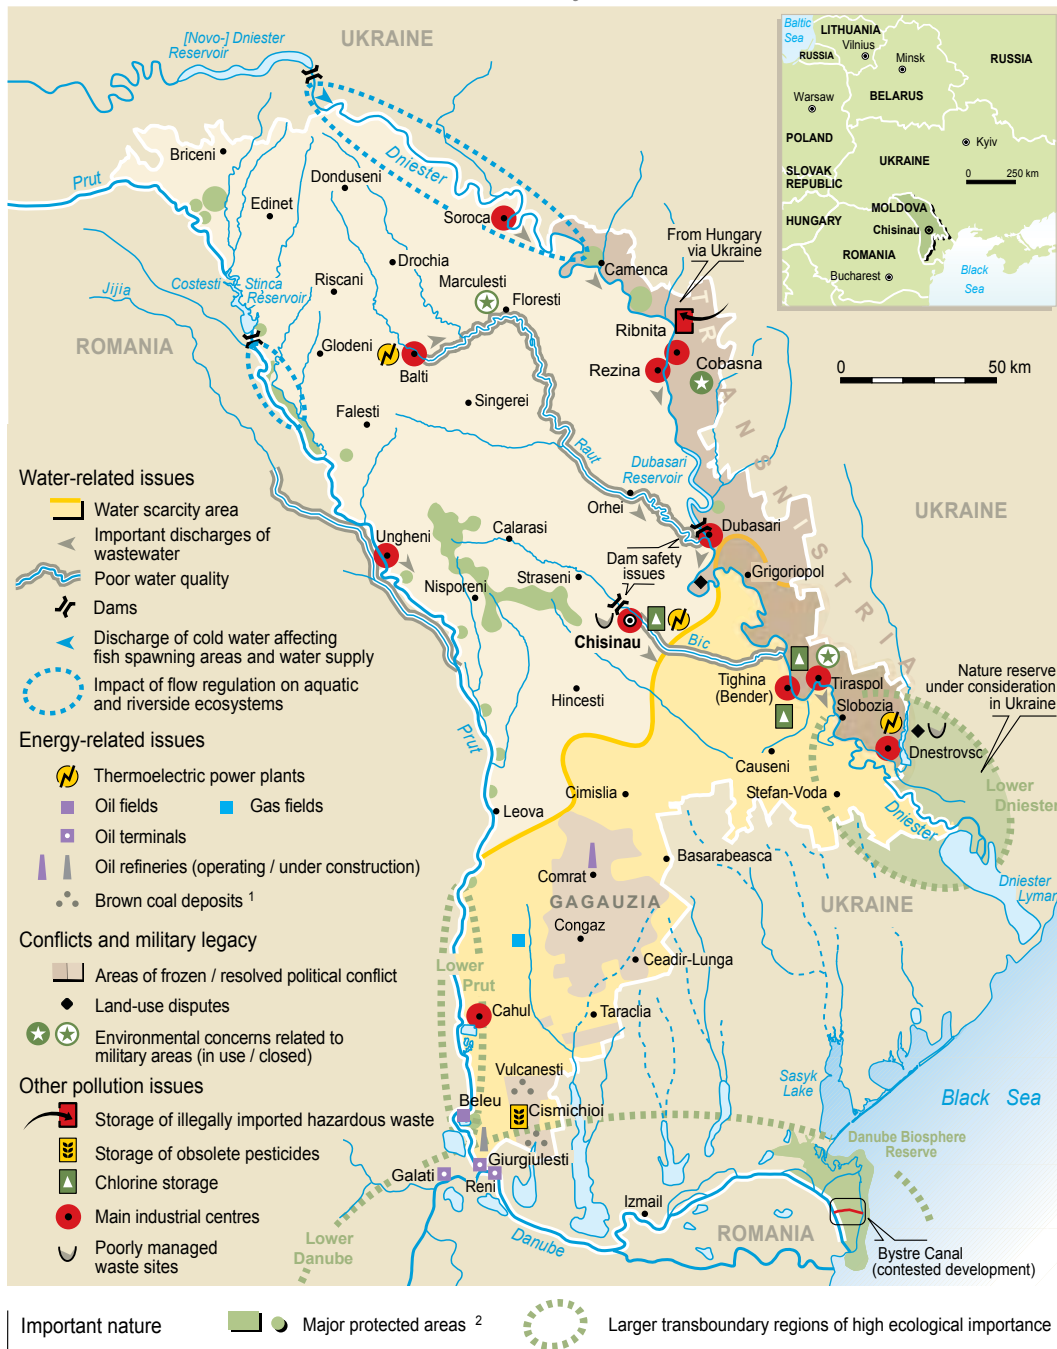 [Novo-] Dniester
Reservoir
UKRAINE
Baltic
Sea
LITHUANIA
Vilnius
RUSSIA
Minsk
RUSSIA
BELARUS
Warsaw
POLAND
Kyiv
UKRAINE
SLOVAK
REPUBLIC
0 250 km
HUNGARY
MOLDOVA
Chisinau
ROMANIA
Bucharest
Black
Sea
Briceni
Prut
Dniester
Donduseni
Edinet
Soroca
From Hungary
via Ukraine
Drochia
Camenca
Riscani
Marculesti
Floresti
Costesti - Stinca
Reservoir
Jijia
ROMANIA
Ribnita
Glodeni
Balti
Rezina
Cobasna
0 50 km
Singerei
Falesti
TRANSNISTRIA
Raut
Dubasari
Reservoir
Orhei
UKRAINE
Dubasari
Calarasi
Ungheni
Dam safety
issues
Grigoriopol
Straseni
Nisporeni
Chisinau
Bic
Nature reserve
under consideration
in Ukraine
Tighina
(Bender)
Tiraspol
Slobozia
Hincesti
Prut
Dnestrovsc
Causeni
Cimislia
Stefan-Voda
Lower
Dniester
Leova
Dniester
Basarabeasca
Comrat
Dniester
Lyman
GAGAUZIA
UKRAINE
Congaz
Ceadir-Lunga
Lower
Prut
Cahul
Taraclia
Vulcanesti
Sasyk
Lake
Black Sea
Beleu
Cismichioi
Danube Biosphere
Reserve
Giurgiulesti
Galati
Reni
Izmail
Lower
Danube
Danube
ROMANIA
Bystre Canal
(contested development)
Water-related issues
Water scarcity area
Important discharges of
wastewater
Poor water quality
Dams
Discharge of cold water affecting
fish spawning areas and water supply
Impact of flow regulation on aquatic
and riverside ecosystems
Energy-related issues
Thermoelectric power plants
Oil fields
Gas fields
Oil terminals
Oil refineries (operating / under construction)
Brown coal deposits 1
Conflicts and military legacy
Areas of frozen / resolved political conflict
Land-use disputes
Environmental concerns related to
military areas (in use / closed)
Other pollution issues
Storage of illegally imported hazardous waste
Storage of obsolete pesticides
Chlorine storage
Main industrial centres
Poorly managed
waste sites
Important nature
Major protected areas 2
Larger transboundary regions of high ecological importance